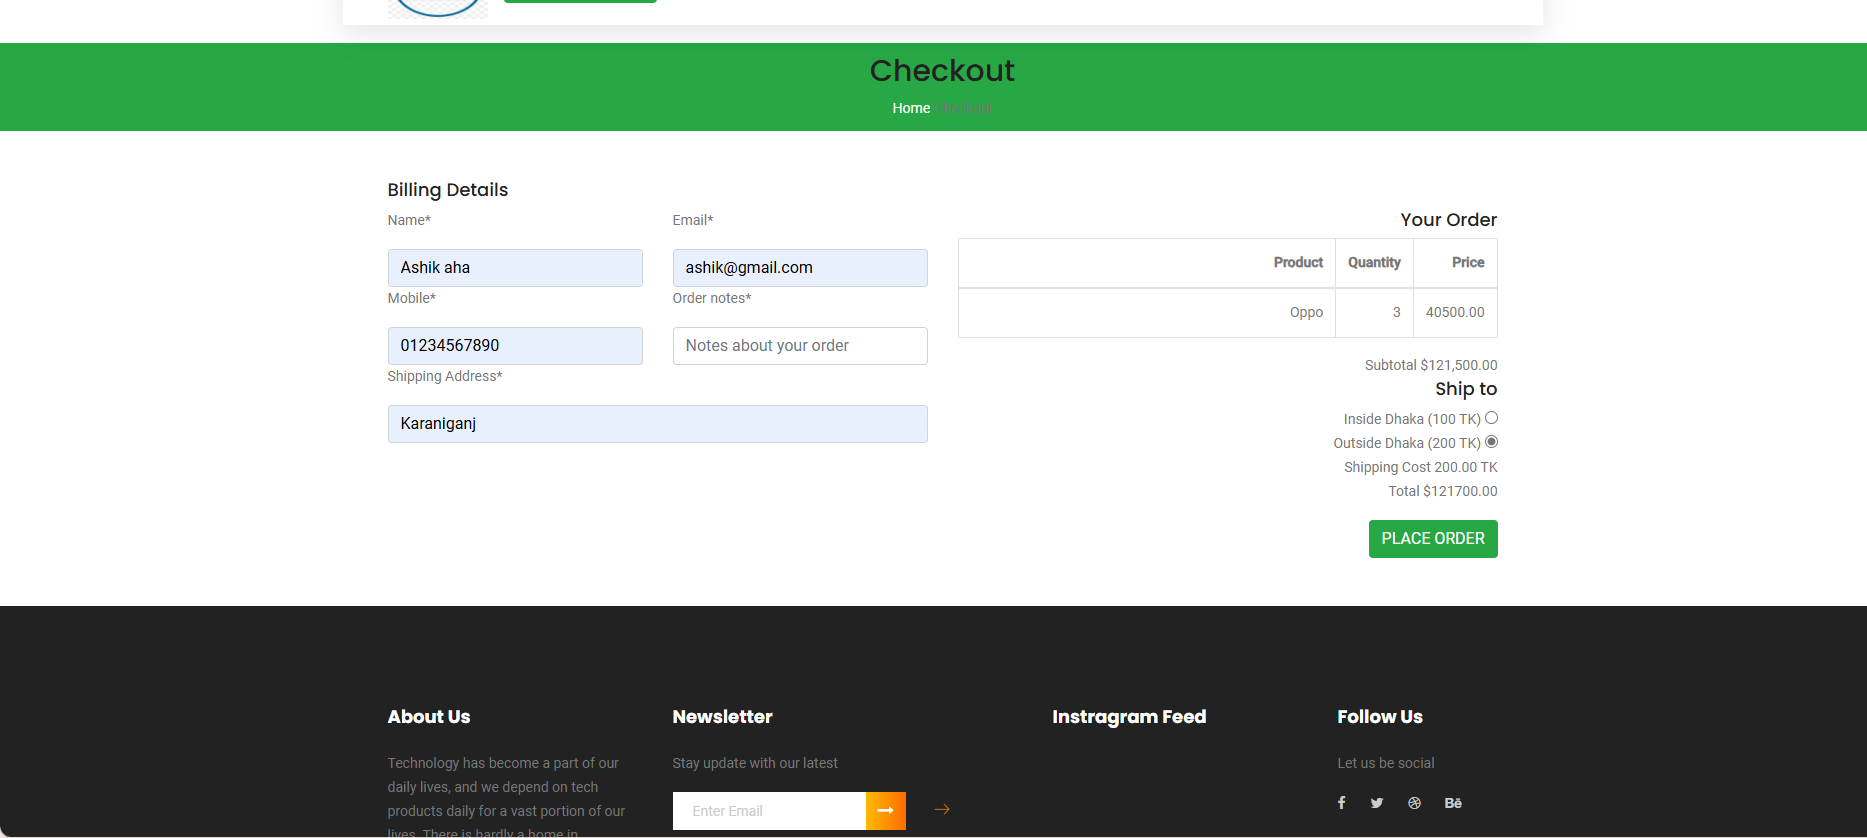 Checkout
Home Checkout
Billing Details
Name*
Email*
Ashik aha
ashik@gmail.com
Mobile*
Order notes*
01234567890
Notes about your order
Shipping Address*
Karaniganj
Your Order
Product Quantity Price
Oppo 3 40500.00
Subtotal $121,500.00
Ship to
Inside Dhaka (100 TK)
Outside Dhaka (200 TK)
Shipping Cost 200.00 TK
Total $121700.00
PLACE ORDER
About Us
Technology has become a part of our
daily lives, and we depend on tech
products daily for a vast portion of our
lives. There is hardly a home in
Newsletter
Stay update with our latest
Enter Email
Instragram Feed
Follow Us
Let us be social